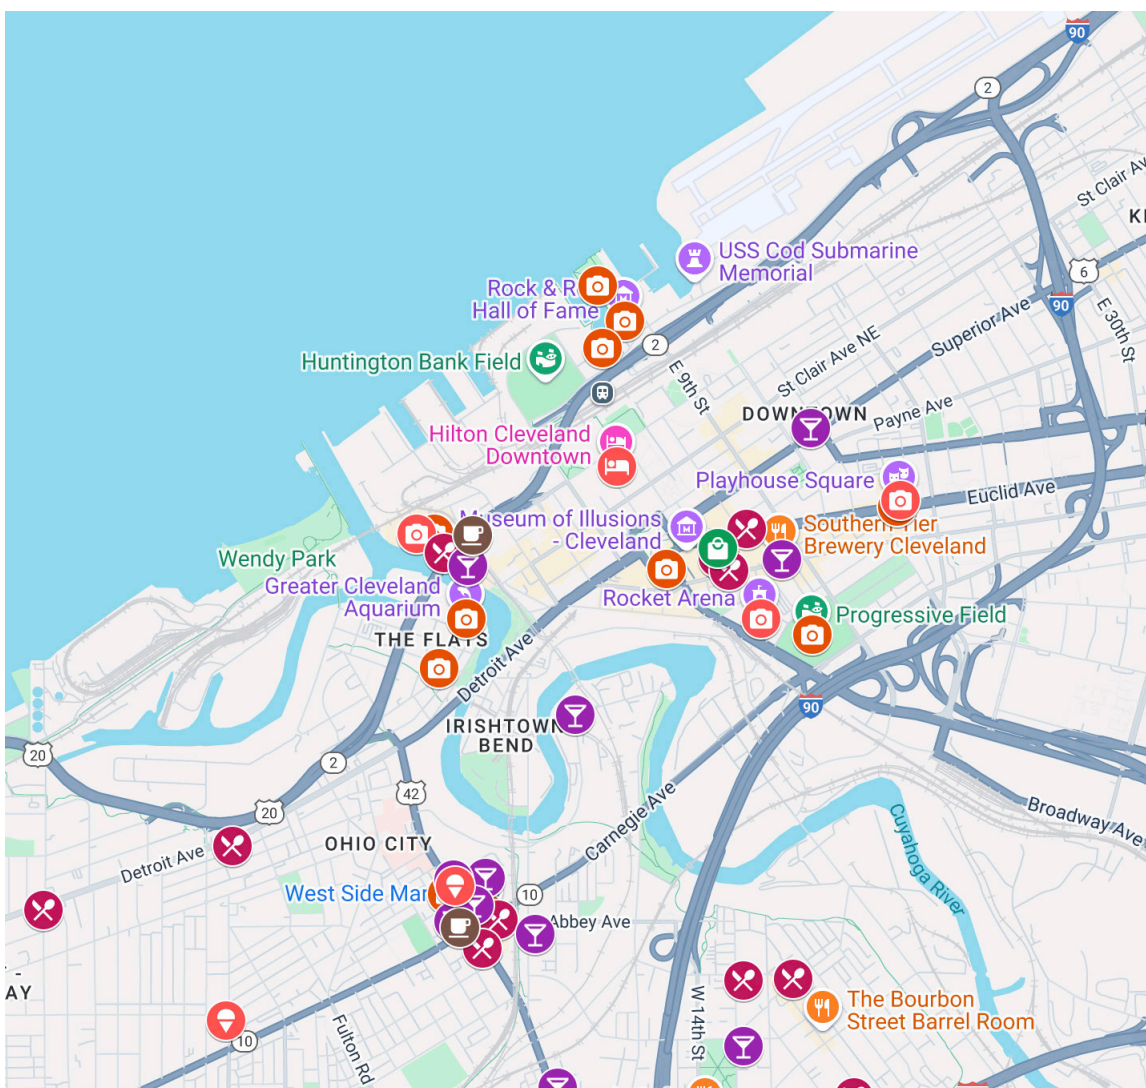 90
2
St Clair Av
KI
USS Cod Submarine
Memorial
6
Rock & R
Hall of Fame
90
E 30th St
Superior Ave
2
St Clair Ave NE
Huntington Bank Field
E 9th St
DOWNTOWN
Payne Ave
Hilton Cleveland
Downtown
Playhouse Square
Euclid Ave
Museum of Illusions
- Cleveland
Southern Tier
Brewery Cleveland
Wendy Park
Greater Cleveland
Aquarium
Rocket Arena
Progressive Field
THE FLATS
Detroit Ave
90
IRISHTOWN
BEND
20
2
42
20
Broadway Ave
Carnegie Ave
Cuyahoga River
OHIO CITY
Detroit Ave
West Side Mar
10
Abbey Ave
-
AY
W 14th St
The Bourbon
Street Barrel Room
Fulton Rd
10